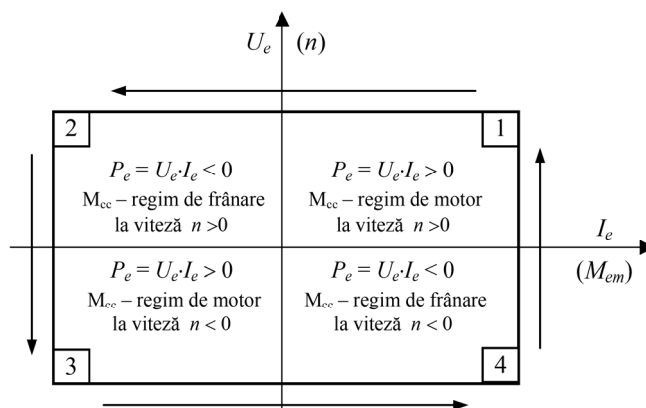 U_e (n)
2
1
P_e = U_e·I_e < 0
M_cc – regim de frânare
la viteză n >0
P_e = U_e·I_e > 0
M_cc – regim de motor
la viteză n >0
I_e
(M_em)
P_e = U_e·I_e > 0
M_cc – regim de motor
la viteză n < 0
P_e = U_e·I_e < 0
M_cc – regim de frânare
la viteză n < 0
3
4